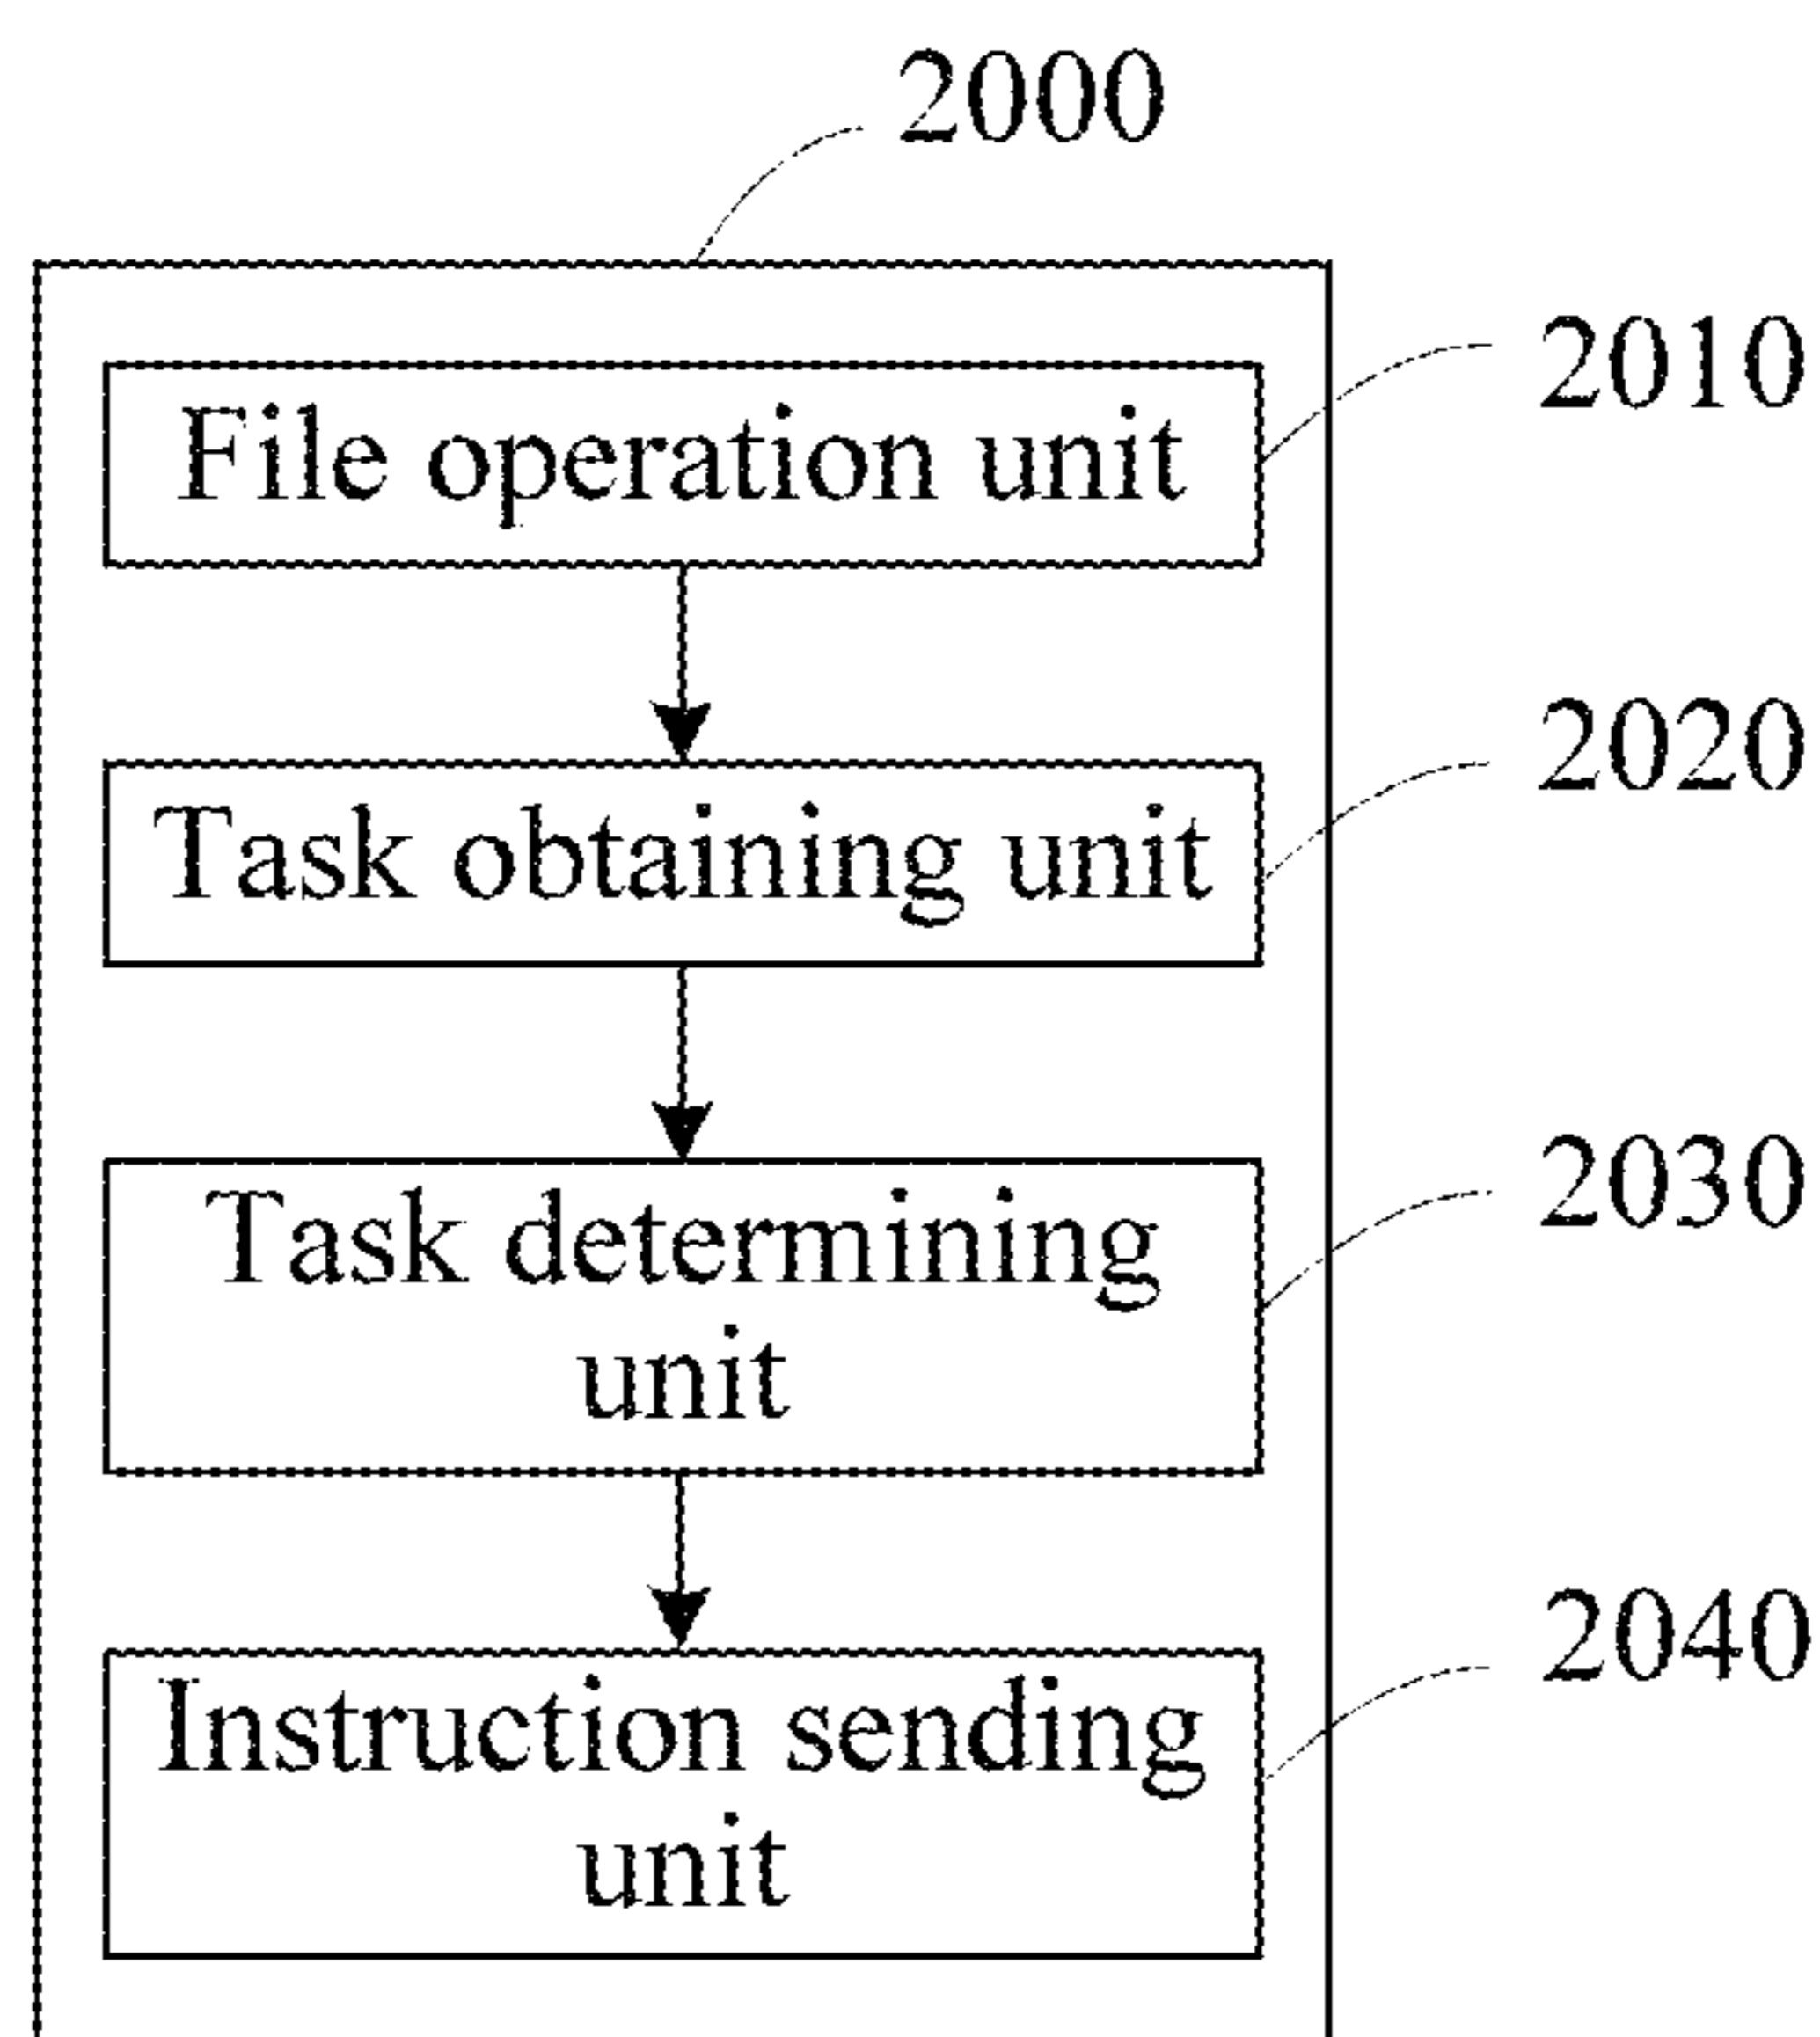 2000
File operation unit
2010
Task obtaining unit
2020
Task determining
unit
2030
Instruction sending
unit
2040